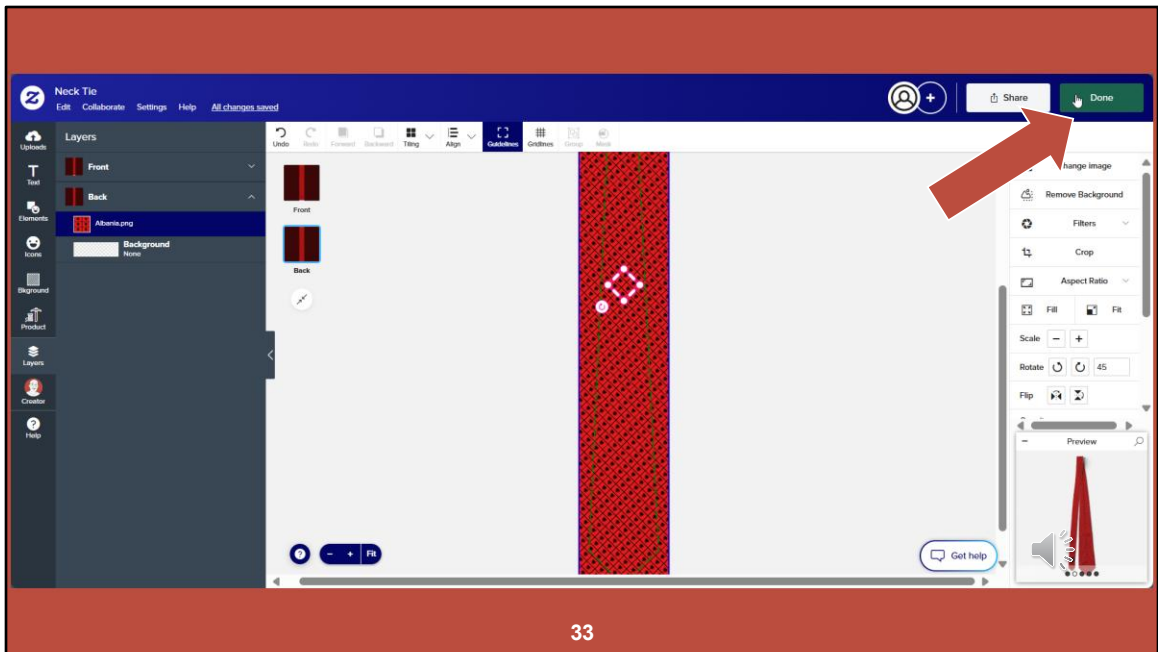 Neck Tie
Edit Collaborate Settings Help All changes saved
Share
Done
Uploads
Text
Elements
Icons
Bkground
Product
Layers
Creator
Help
Layers
Front
Back
Albania.png
Background
None
Undo Redo Forward Backward Tiling Align Guidelines Gridlines Group Mask
Front
Back
hange image
Remove Background
Filters
Crop
Aspect Ratio
Fill Fit
Scale - +
Rotate 45
Flip
- Preview
? - + Fit
Get help
33